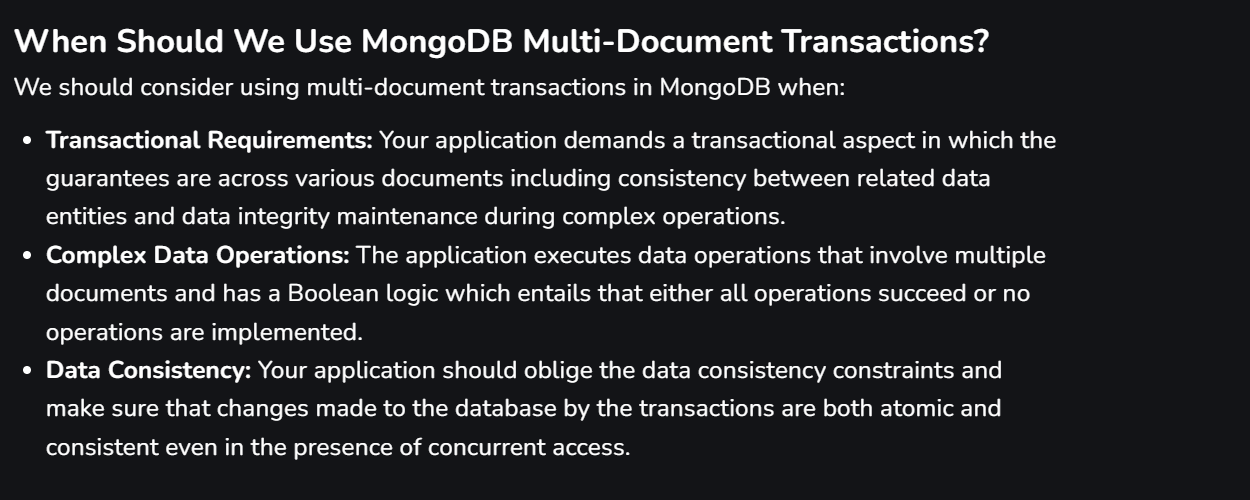 When Should We Use MongoDB Multi-Document Transactions?
We should consider using multi-document transactions in MongoDB when:
• Transactional Requirements: Your application demands a transactional aspect in which the
guarantees are across various documents including consistency between related data
entities and data integrity maintenance during complex operations.
• Complex Data Operations: The application executes data operations that involve multiple
documents and has a Boolean logic which entails that either all operations succeed or no
operations are implemented.
• Data Consistency: Your application should oblige the data consistency constraints and
make sure that changes made to the database by the transactions are both atomic and
consistent even in the presence of concurrent access.